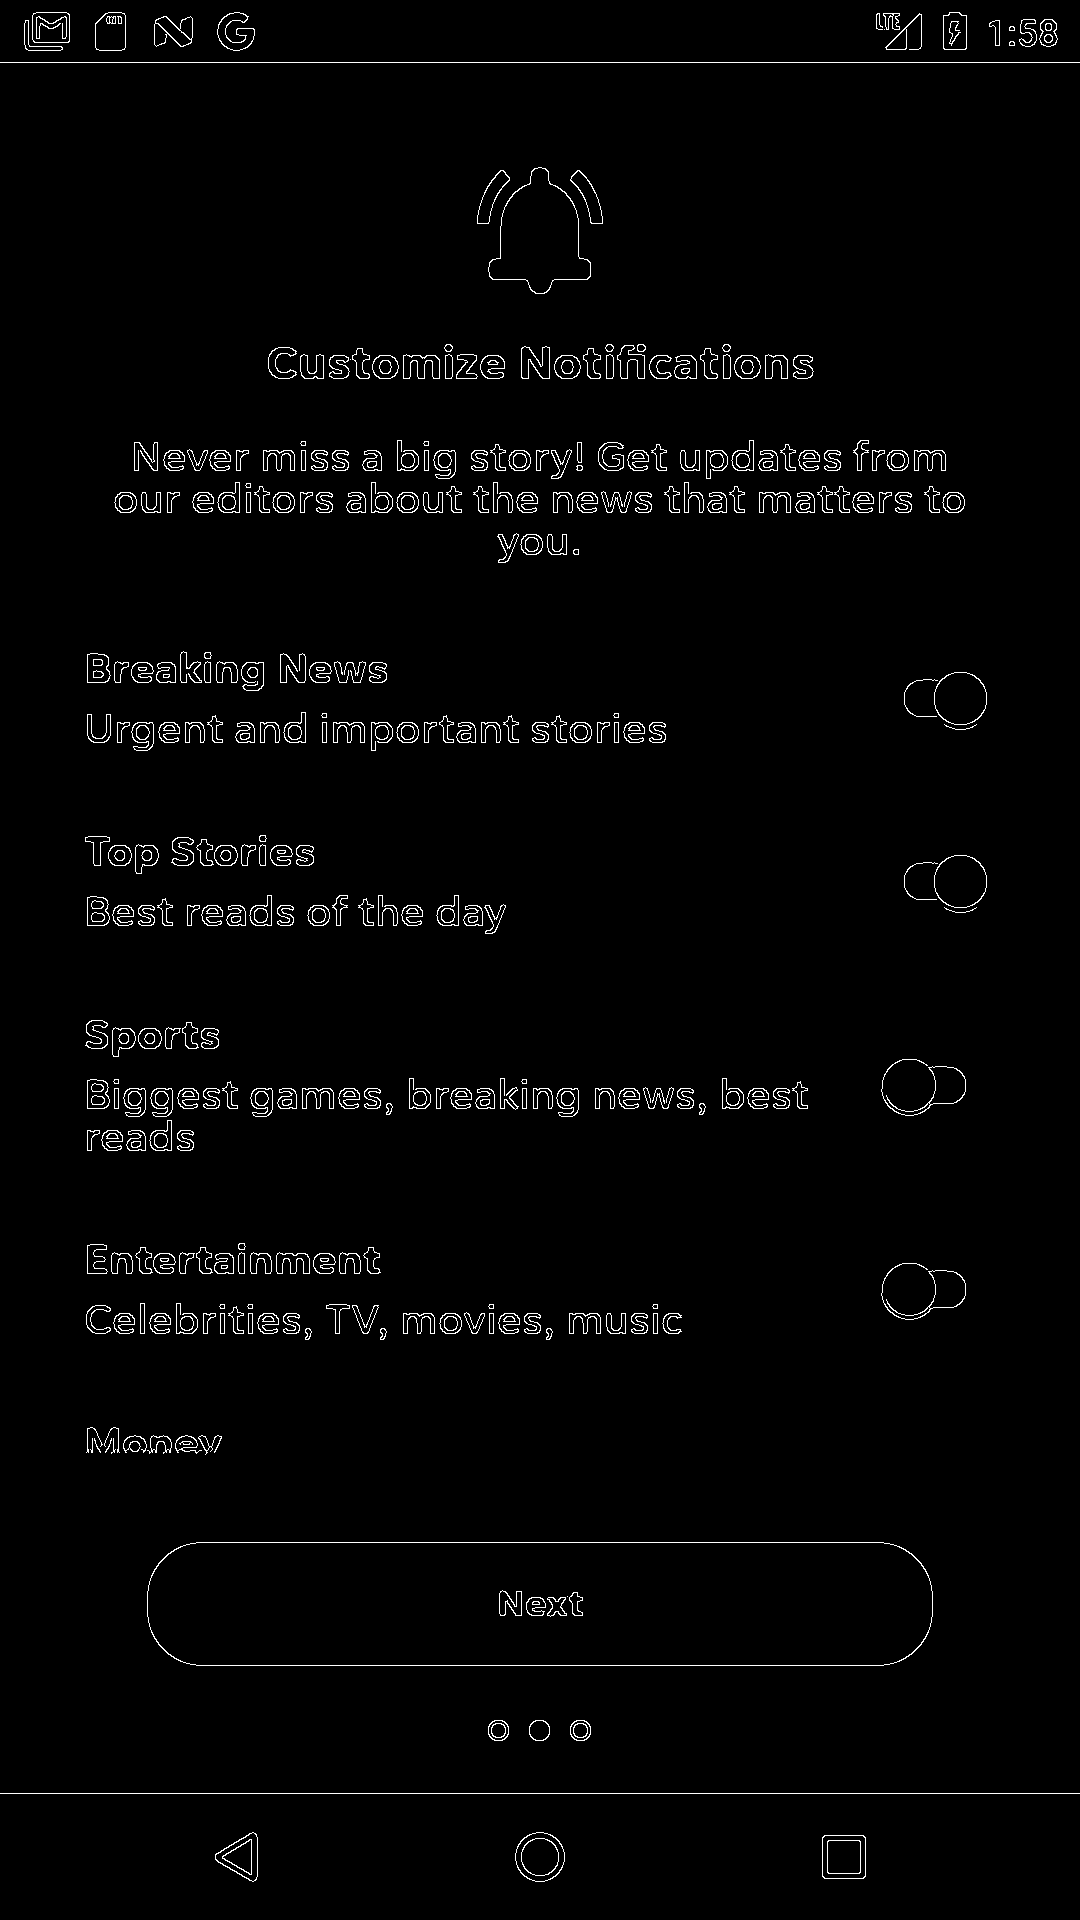 LTE 1:58
Customize Notifications
Never miss a big story! Get updates from
our editors about the news that matters to
you.
Breaking News
Urgent and important stories
Top Stories
Best reads of the day
Sports
Biggest games, breaking news, best
reads
Entertainment
Celebrities, TV, movies, music
Money
Next